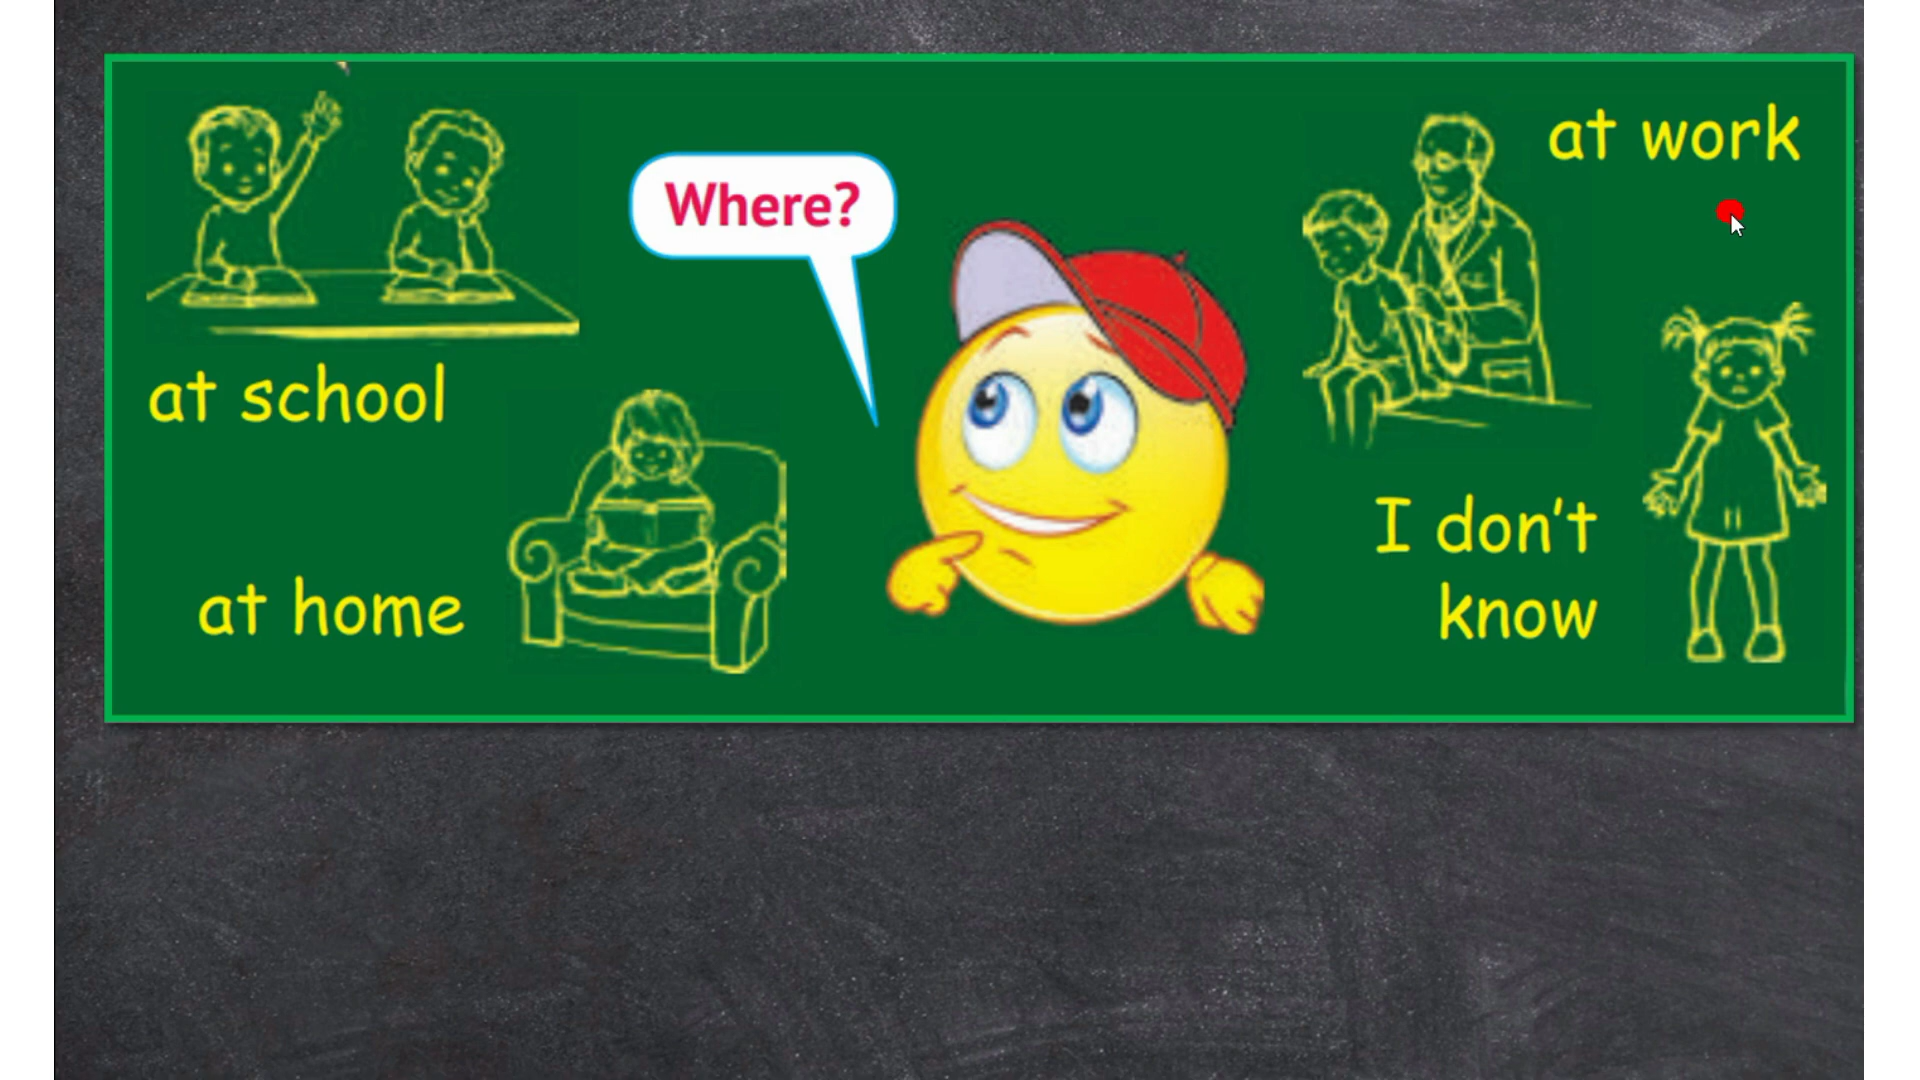 at work
Where?
at school
I don't
know
at home